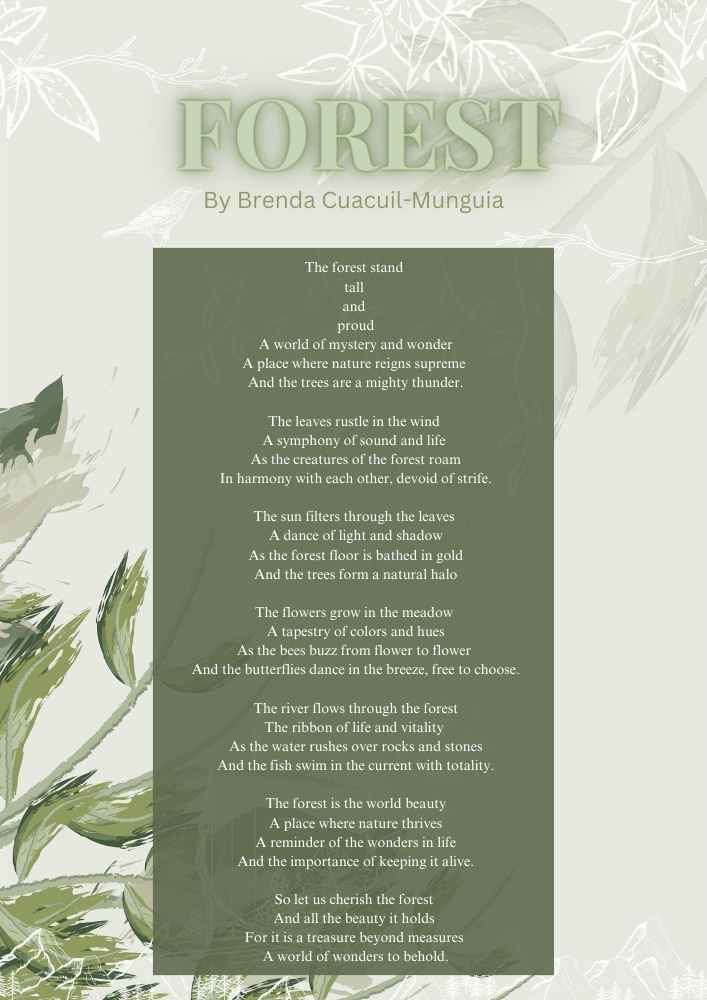 FOREST
By Brenda Cuacuil-Munguia
The forest stand
tall
and
proud
A world of mystery and wonder
A place where nature reigns supreme
And the trees are a mighty thunder.
The leaves rustle in the wind
A symphony of sound and life
As the creatures of the forest roam
In harmony with each other, devoid of strife.
The sun filters through the leaves
A dance of light and shadow
As the forest floor is bathed in gold
And the trees form a natural halo
The flowers grow in the meadow
A tapestry of colors and hues
As the bees buzz from flower to flower
And the butterflies dance in the breeze, free to choose.
The river flows through the forest
The ribbon of life and vitality
As the water rushes over rocks and stones
And the fish swim in the current with totality.
The forest is the world beauty
A place where nature thrives
A reminder of the wonders in life
And the importance of keeping it alive.
So let us cherish the forest
And all the beauty it holds
For it is a treasure beyond measures
A world of wonders to behold.